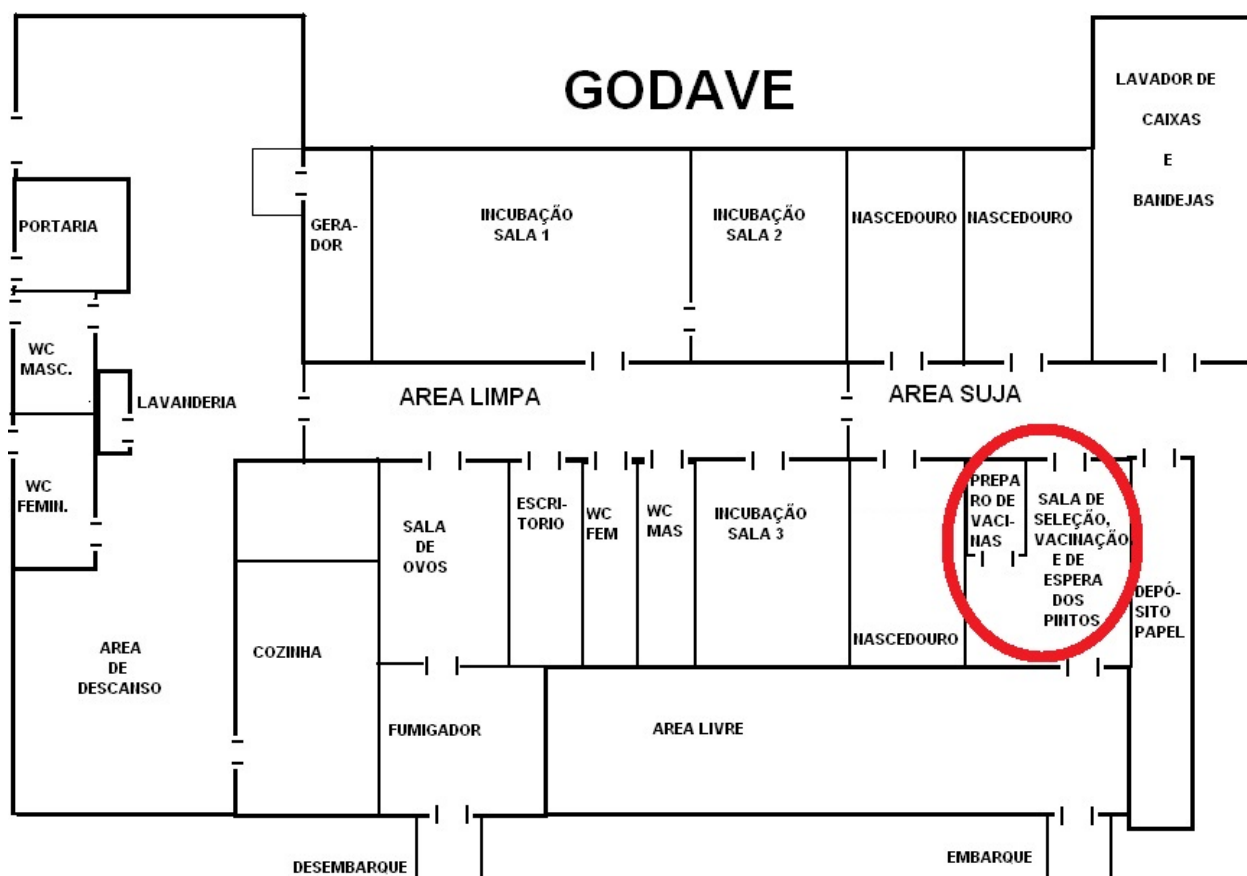 GODAVE
LAVADOR DE
CAIXAS
E
BANDEJAS
PORTARIA
GERA-
DOR
INCUBAÇÃO
SALA 1
INCUBAÇÃO
SALA 2
NASCEDOURO
NASCEDOURO
WC
MASC.
LAVANDERIA
AREA LIMPA
AREA SUJA
WC
FEMIN.
SALA
DE
OVOS
ESCRI-
TORIO
WC
FEM
WC
MAS
INCUBAÇÃO
SALA 3
NASCEDOURO
PREPA
RO DE
VACI-
NAS
SALA DE
SELEÇÃO,
VACINAÇÃO
E DE
ESPERA
DOS
PINTOS
DEPÓ-
SITO
PAPEL
AREA
DE
DESCANSO
COZINHA
FUMIGADOR
AREA LIVRE
DESEMBARQUE
EMBARQUE